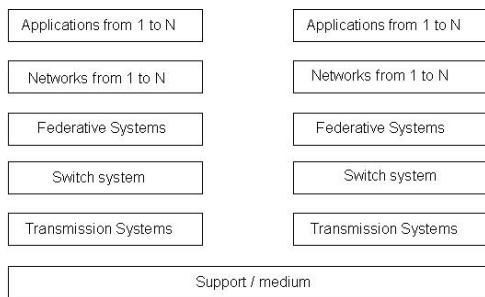 Applications from 1 to N
Applications from 1 to N
Networks from 1 to N
Networks from 1 to N
Federative Systems
Federative Systems
Switch system
Switch system
Transmission Systems
Transmission Systems
Support / medium